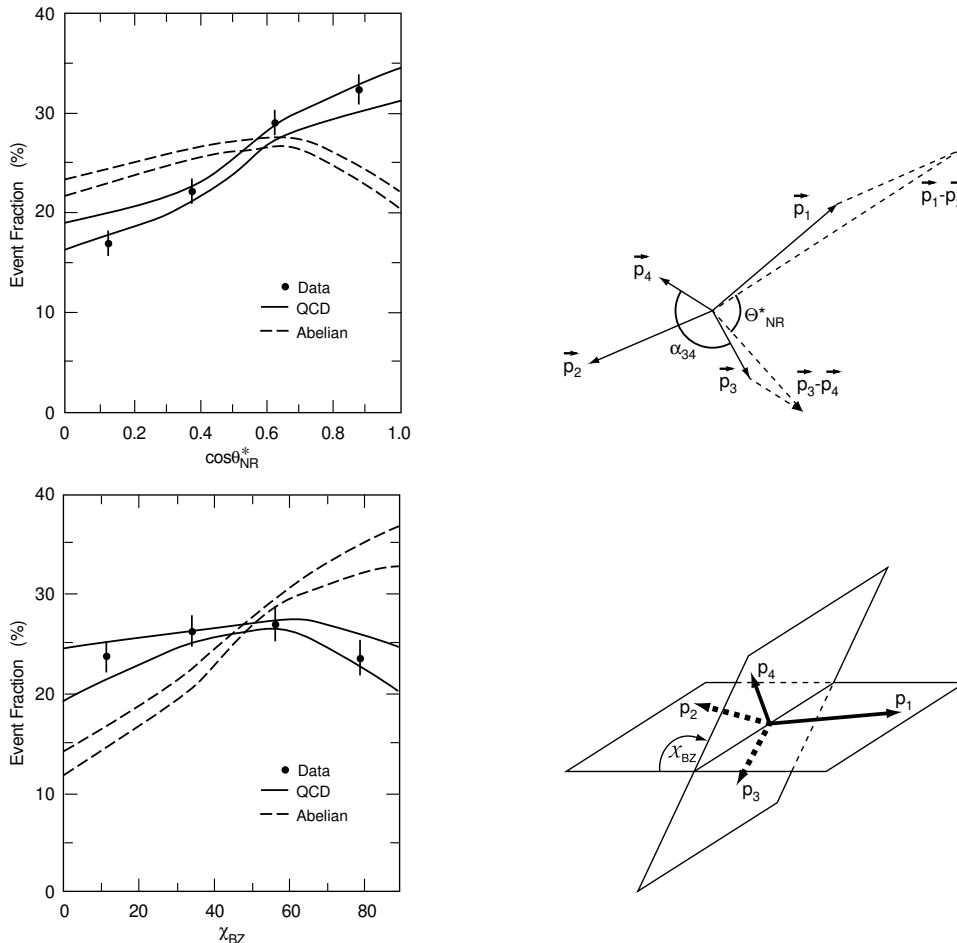 40
30
20
10
0
Event Fraction (%)
Data
QCD
Abelian
0 0.2 0.4 0.6 0.8 1.0
cosθ*NR
p1
p1-p2
p4
Θ*NR
α34
p2
p3
p3-p4
40
30
20
10
0
Event Fraction (%)
Data
QCD
Abelian
0 20 40 60 80
χBZ
p4
p2
p1
χBZ
p3